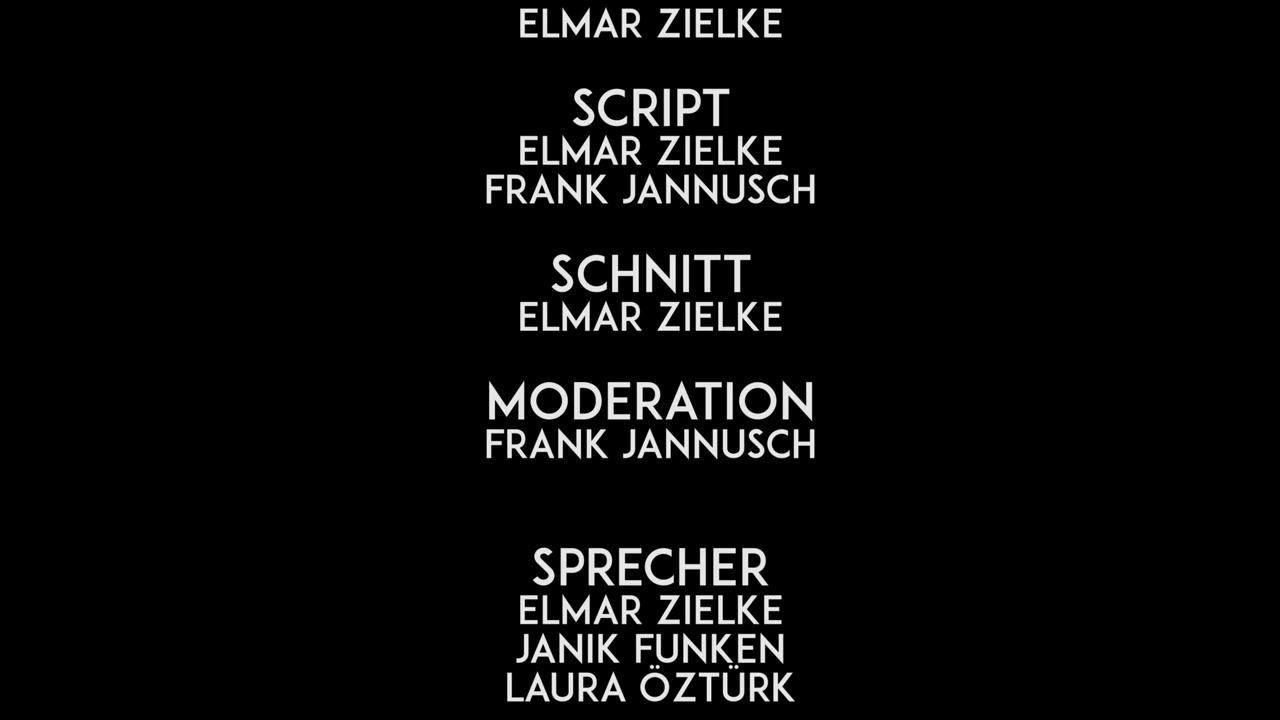 ELMAR ZIELKE
SCRIPT
ELMAR ZIELKE
FRANK JANNUSCH
SCHNITT
ELMAR ZIELKE
MODERATION
FRANK JANNUSCH
SPRECHER
ELMAR ZIELKE
JANIK FUNKEN
LAURA ÖZTÜRK